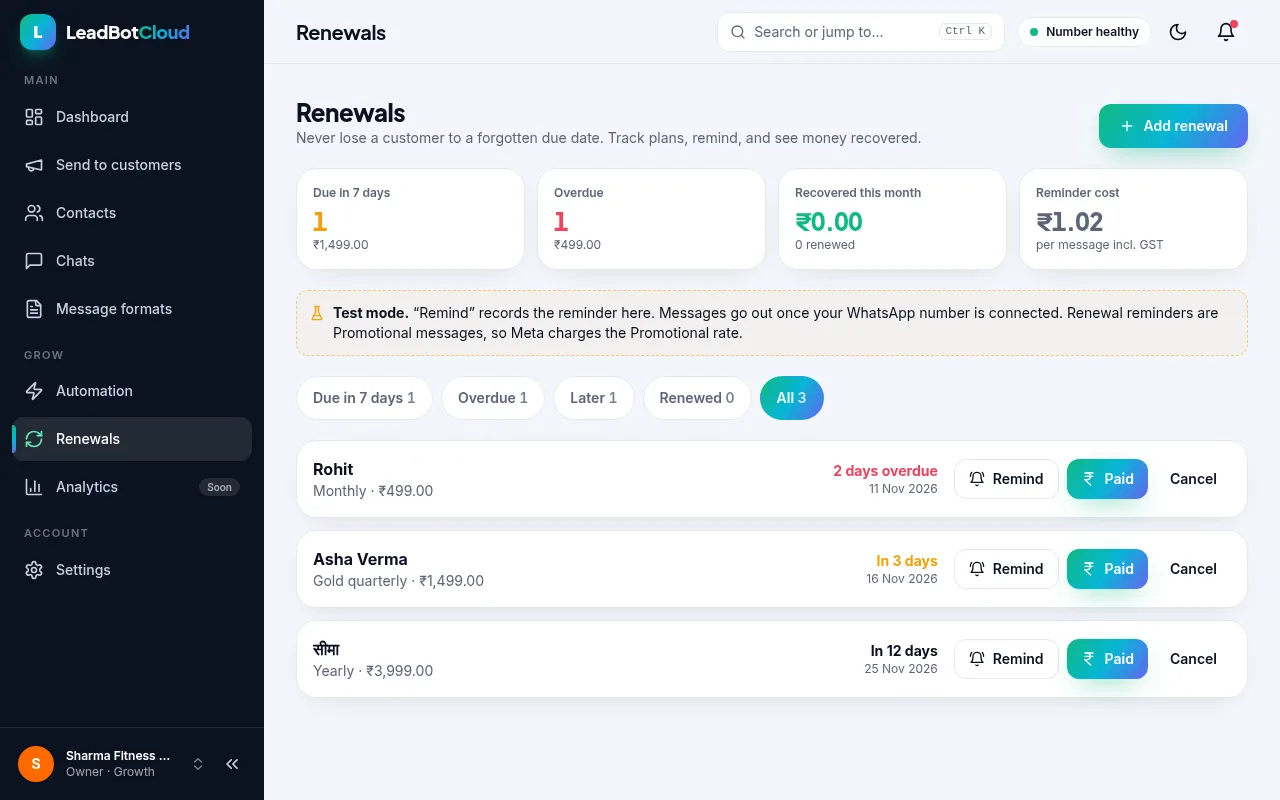 L LeadBotCloud
MAIN
Dashboard
Send to customers
Contacts
Chats
Message formats
GROW
Automation
Renewals
Analytics Soon
ACCOUNT
Settings
S
Sharma Fitness ...
Owner · Growth
Renewals
Search or jump to... Ctrl K
Number healthy
Renewals
Never lose a customer to a forgotten due date. Track plans, remind, and see money recovered.
+ Add renewal
Due in 7 days
1
₹1,499.00
Overdue
1
₹499.00
Recovered this month
₹0.00
0 renewed
Reminder cost
₹1.02
per message incl. GST
Test mode. “Remind” records the reminder here. Messages go out once your WhatsApp number is connected. Renewal reminders are
Promotional messages, so Meta charges the Promotional rate.
Due in 7 days 1 Overdue 1 Later 1 Renewed 0 All 3
Rohit
Monthly · ₹499.00
2 days overdue
11 Nov 2026
Remind ₹ Paid Cancel
Asha Verma
Gold quarterly · ₹1,499.00
In 3 days
16 Nov 2026
Remind ₹ Paid Cancel
सीमा
Yearly · ₹3,999.00
In 12 days
25 Nov 2026
Remind ₹ Paid Cancel